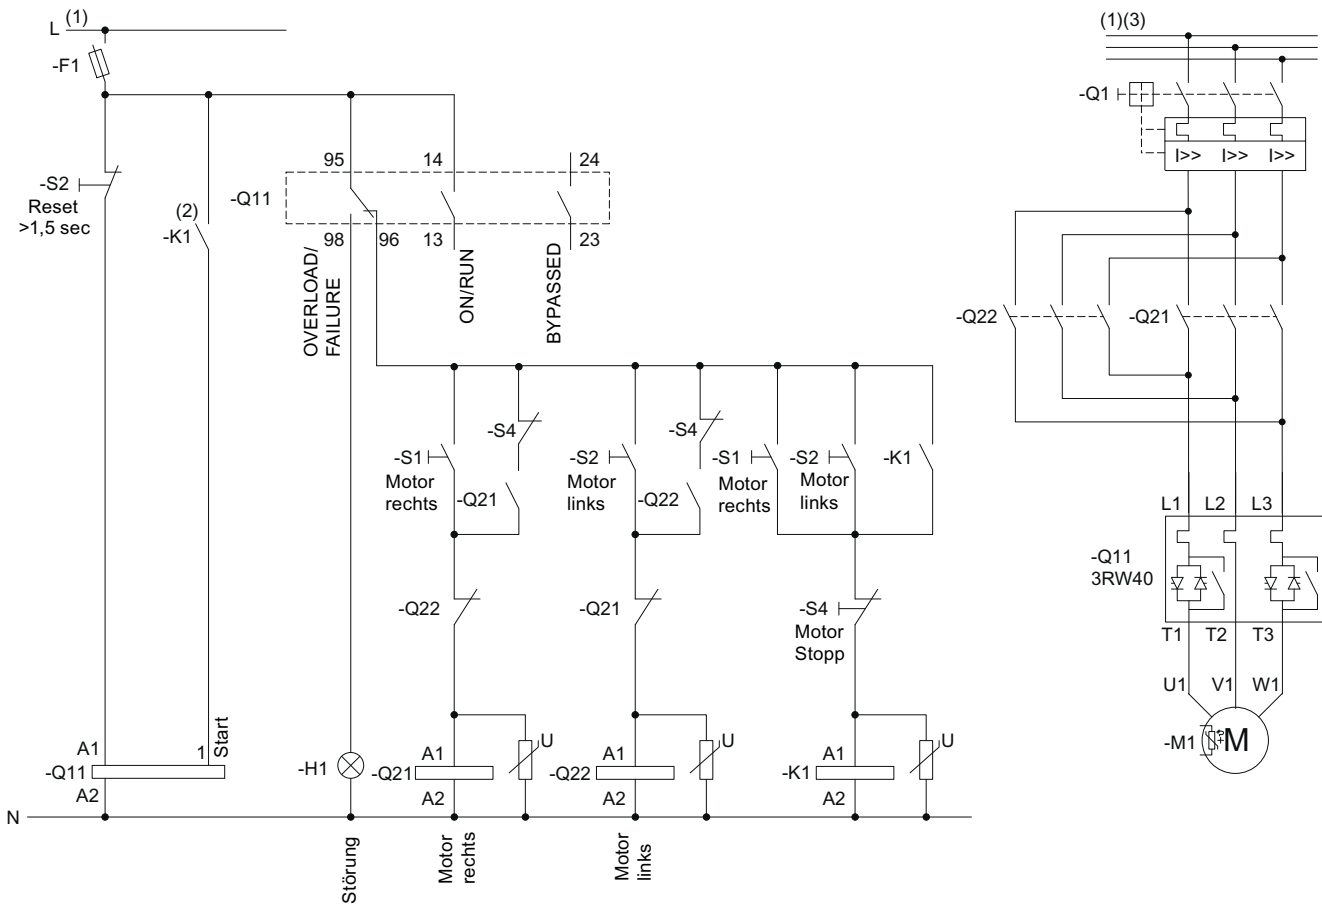 L (1)
-F1
-S2
Reset
>1,5 sec
(2)
-K1
-Q11
95
14
24
98
96
13
23
OVERLOAD/
FAILURE
ON/RUN
BYPASSED
-S1
Motor
rechts
-S4
-Q21
-S2
Motor
links
-S4
-Q22
-S1
Motor
rechts
-S2
Motor
links
-K1
-Q22
-Q21
-S4
Motor
Stopp
A1
-Q11
A2
1
Start
-H1
A1
-Q21
A2
U
A1
-Q22
A2
U
A1
-K1
A2
U
N
Störung
Motor
rechts
Motor
links
(1)(3)
-Q1
I>> I>> I>>
-Q22
-Q21
L1 L2 L3
-Q11
3RW40
T1 T2 T3
U1 V1 W1
-M1
M